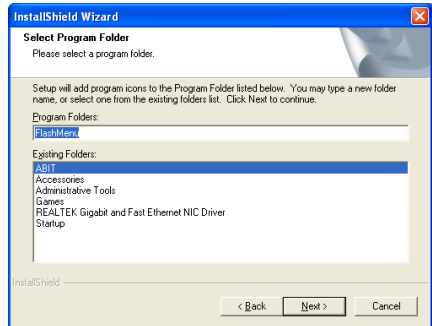 InstallShield Wizard
Select Program Folder
Please select a program folder.
Setup will add program icons to the Program Folder listed below. You may type a new folder
name, or select one from the existing folders list. Click Next to continue.
Program Folders:
FlashMenu
Existing Folders:
ABIT
Accessories
Administrative Tools
Games
REALTEK Gigabit and Fast Ethernet NIC Driver
Startup
InstallShield
< Back
Next >
Cancel